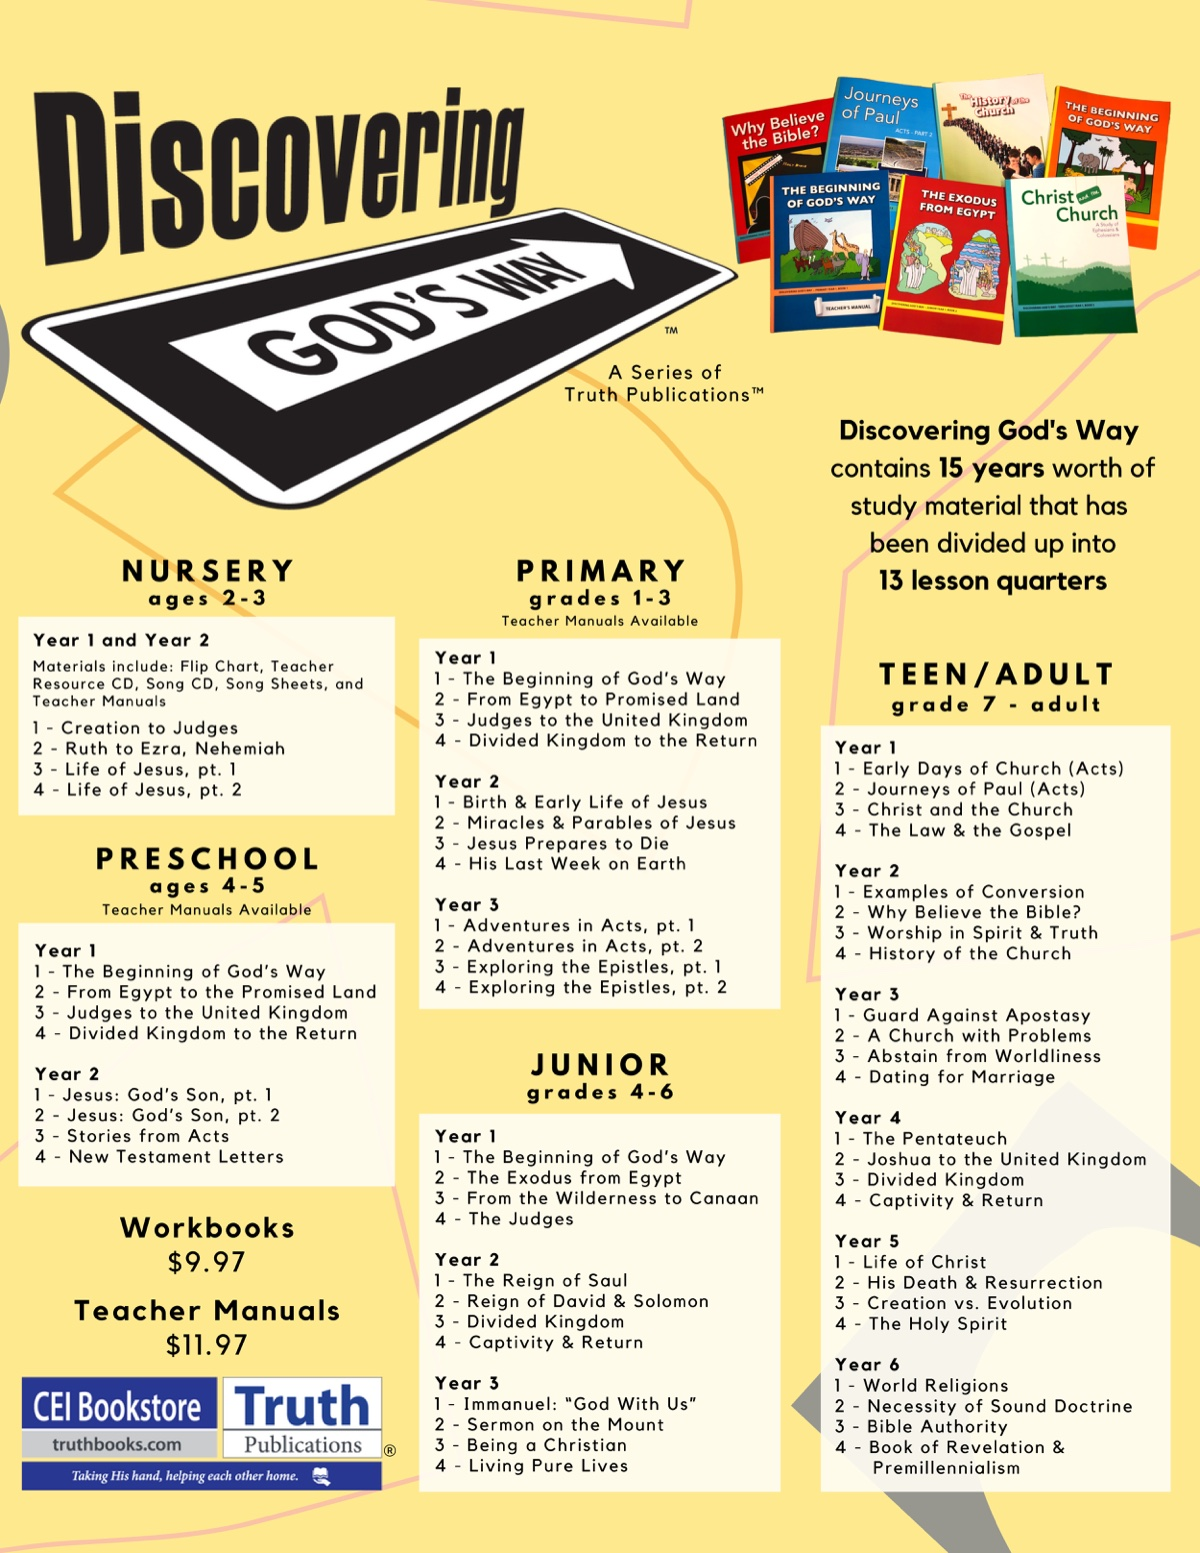 Discovering
GOD'S WAY
TM
A Series of
Truth Publications™
Why Believe
the Bible?
Journeys
of Paul
ACTS - PART 2
The History of the
Church
THE BEGINNING
OF GOD'S WAY
THE BEGINNING
OF GOD'S WAY
TEACHER'S MANUAL
THE EXODUS
FROM EGYPT
Christ and the
Church
A Study of
Ephesians &
Colossians
Discovering God's Way
contains 15 years worth of
study material that has
been divided up into
13 lesson quarters
NURSERY
ages 2-3
Year 1 and Year 2
Materials include: Flip Chart, Teacher
Resource CD, Song CD, Song Sheets, and
Teacher Manuals
1 - Creation to Judges
2 - Ruth to Ezra, Nehemiah
3 - Life of Jesus, pt. 1
4 - Life of Jesus, pt. 2
PRESCHOOL
ages 4-5
Teacher Manuals Available
Year 1
1 - The Beginning of God's Way
2 - From Egypt to the Promised Land
3 - Judges to the United Kingdom
4 - Divided Kingdom to the Return
Year 2
1 - Jesus: God's Son, pt. 1
2 - Jesus: God's Son, pt. 2
3 - Stories from Acts
4 - New Testament Letters
Workbooks
$9.97
Teacher Manuals
$11.97
CEI Bookstore
truthbooks.com
Truth
Publications
®
Taking His hand, helping each other home.
PRIMARY
grades 1-3
Teacher Manuals Available
Year 1
1 - The Beginning of God's Way
2 - From Egypt to Promised Land
3 - Judges to the United Kingdom
4 - Divided Kingdom to the Return
Year 2
1 - Birth & Early Life of Jesus
2 - Miracles & Parables of Jesus
3 - Jesus Prepares to Die
4 - His Last Week on Earth
Year 3
1 - Adventures in Acts, pt. 1
2 - Adventures in Acts, pt. 2
3 - Exploring the Epistles, pt. 1
4 - Exploring the Epistles, pt. 2
JUNIOR
grades 4-6
Year 1
1 - The Beginning of God's Way
2 - The Exodus from Egypt
3 - From the Wilderness to Canaan
4 - The Judges
Year 2
1 - The Reign of Saul
2 - Reign of David & Solomon
3 - Divided Kingdom
4 - Captivity & Return
Year 3
1 - Immanuel: “God With Us”
2 - Sermon on the Mount
3 - Being a Christian
4 - Living Pure Lives
TEEN/ADULT
grade 7 - adult
Year 1
1 - Early Days of Church (Acts)
2 - Journeys of Paul (Acts)
3 - Christ and the Church
4 - The Law & the Gospel
Year 2
1 - Examples of Conversion
2 - Why Believe the Bible?
3 - Worship in Spirit & Truth
4 - History of the Church
Year 3
1 - Guard Against Apostasy
2 - A Church with Problems
3 - Abstain from Worldliness
4 - Dating for Marriage
Year 4
1 - The Pentateuch
2 - Joshua to the United Kingdom
3 - Divided Kingdom
4 - Captivity & Return
Year 5
1 - Life of Christ
2 - His Death & Resurrection
3 - Creation vs. Evolution
4 - The Holy Spirit
Year 6
1 - World Religions
2 - Necessity of Sound Doctrine
3 - Bible Authority
4 - Book of Revelation &
Premillennialism